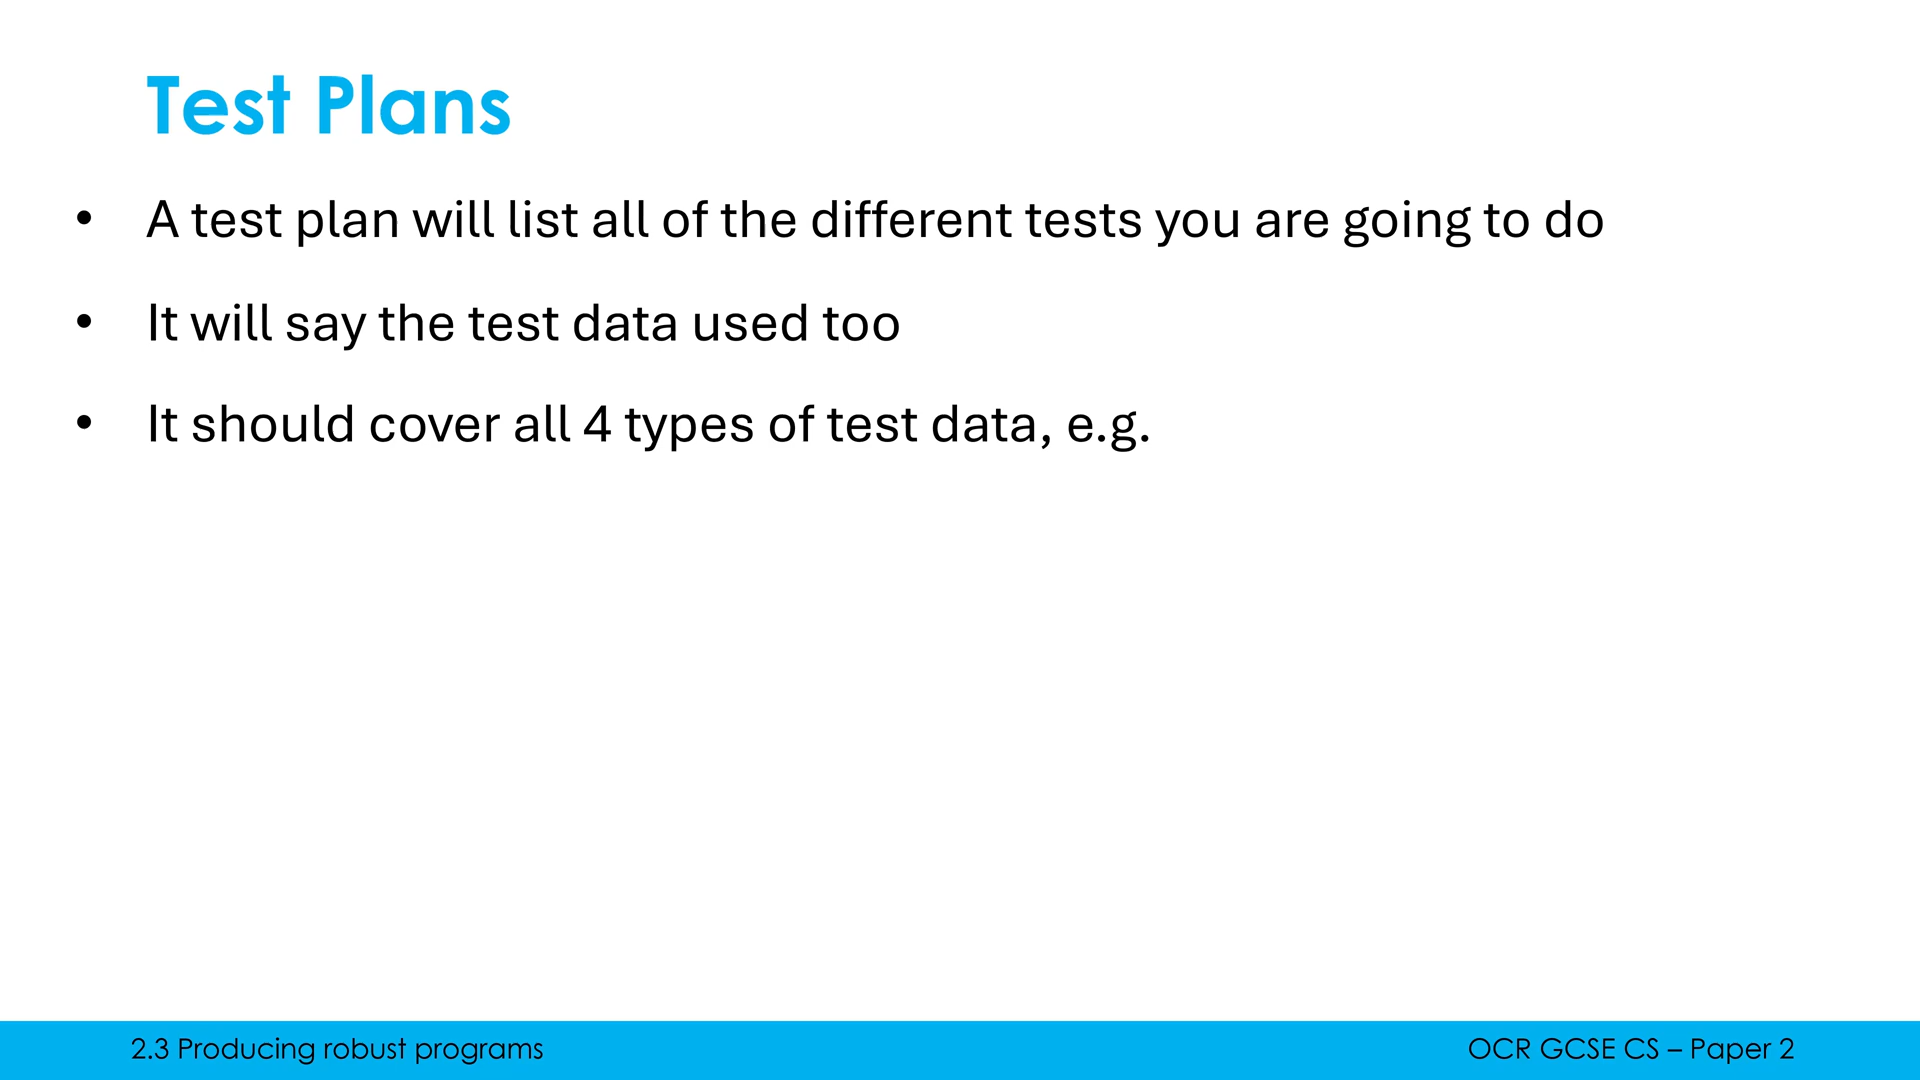 Test Plans
• A test plan will list all of the different tests you are going to do
• It will say the test data used too
• It should cover all 4 types of test data, e.g.
2.3 Producing robust programs
OCR GCSE CS – Paper 2